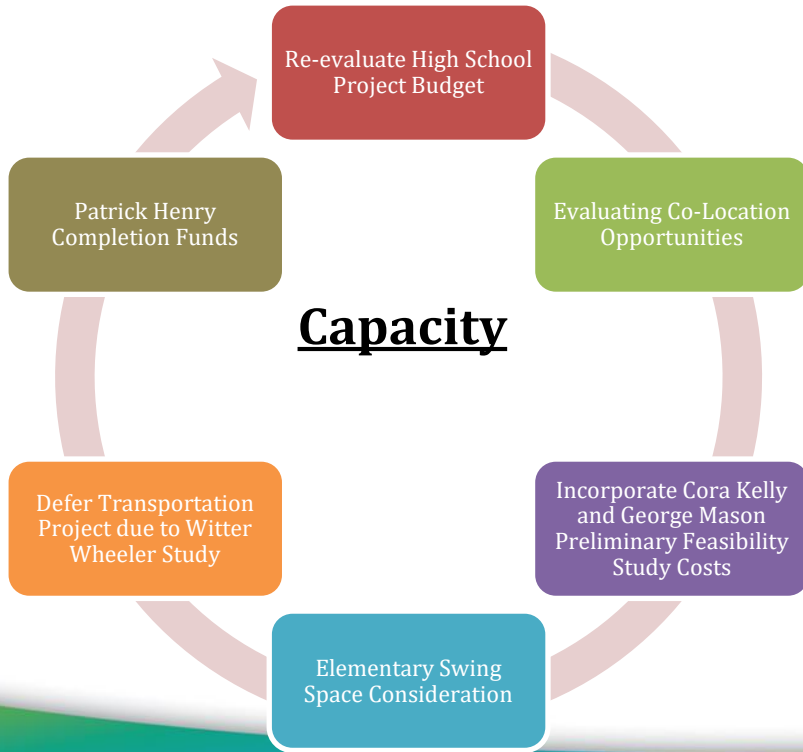 Re-evaluate High School
Project Budget
Evaluating Co-Location
Opportunities
Incorporate Cora Kelly
and George Mason
Preliminary Feasibility
Study Costs
Elementary Swing
Space Consideration
Defer Transportation
Project due to Witter
Wheeler Study
Patrick Henry
Completion Funds
Capacity